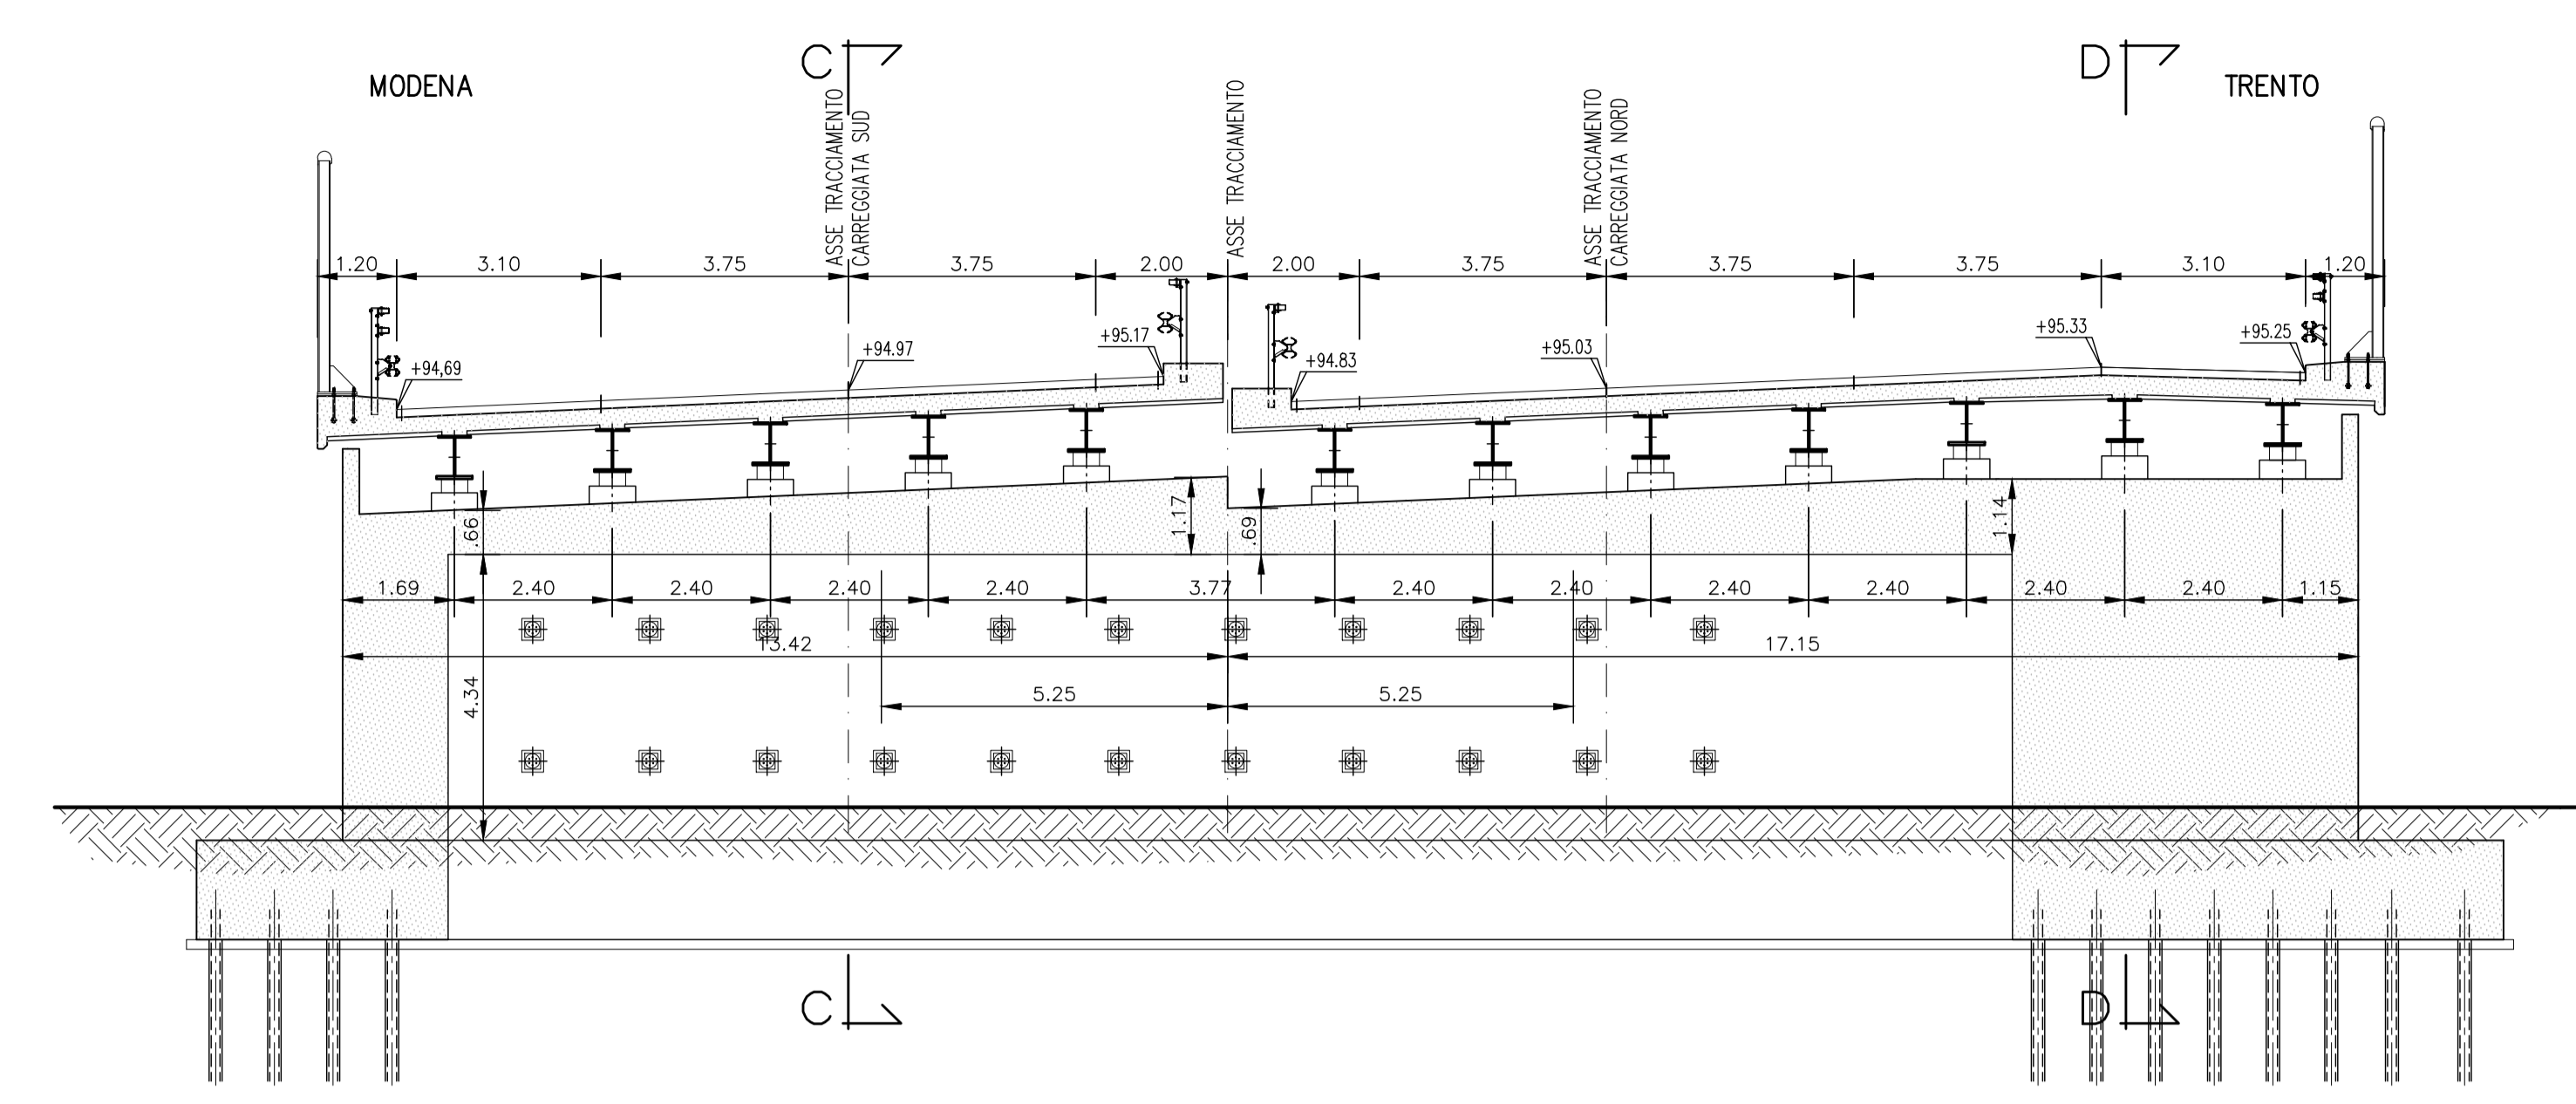 C
D
MODENA
TRENTO
ASSE TRACCIAMENTO
CARREGGIATA SUD
ASSE TRACCIAMENTO
ASSE TRACCIAMENTO
CARREGGIATA NORD
1.20 3.10 3.75 3.75 2.00 2.00 3.75 3.75 3.75 3.10 1.20
+94,69 +94.97 +95.17 +94.83 +95.03 +95.33 +95.25
.66 1.17 .69 1.14
1.69 2.40 2.40 2.40 2.40 3.77 2.40 2.40 2.40 2.40 2.40 2.40 1.15
13.42 17.15
4.34 5.25 5.25
C
D